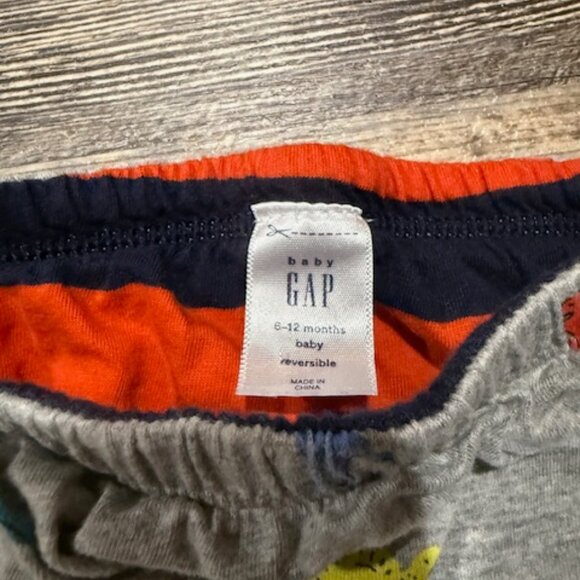 baby
GAP
6–12 months
baby
reversible
MADE IN
CHINA